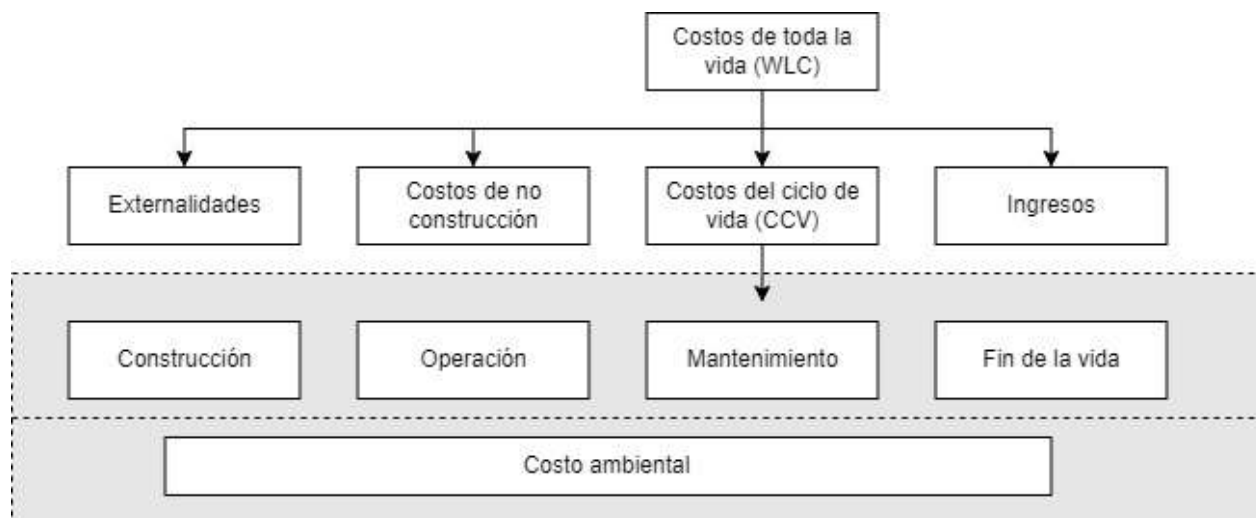 Costos de toda la
vida (WLC)
Externalidades
Costos de no
construcción
Costos del ciclo de
vida (CCV)
Ingresos
Construcción
Operación
Mantenimiento
Fin de la vida
Costo ambiental